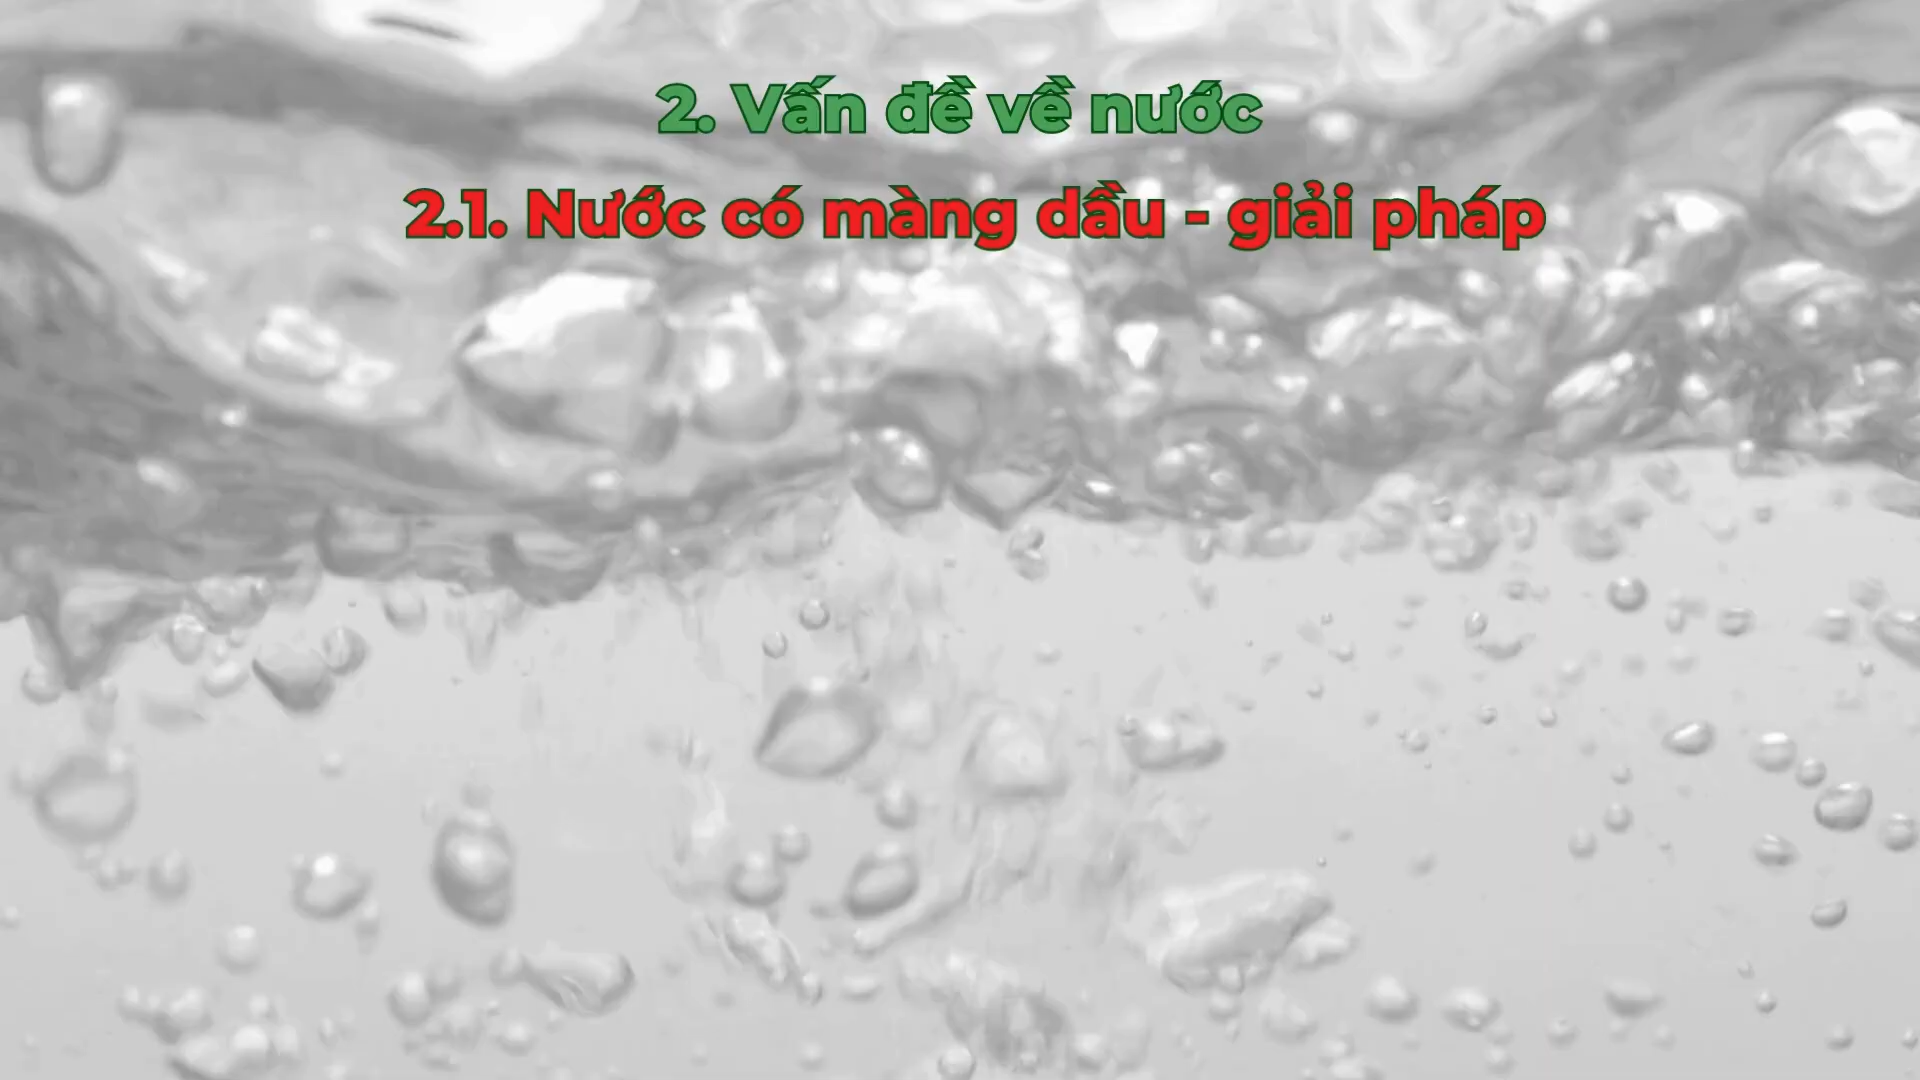 2. Vấn đề về nước
2.1. Nước có màng dầu - giải pháp